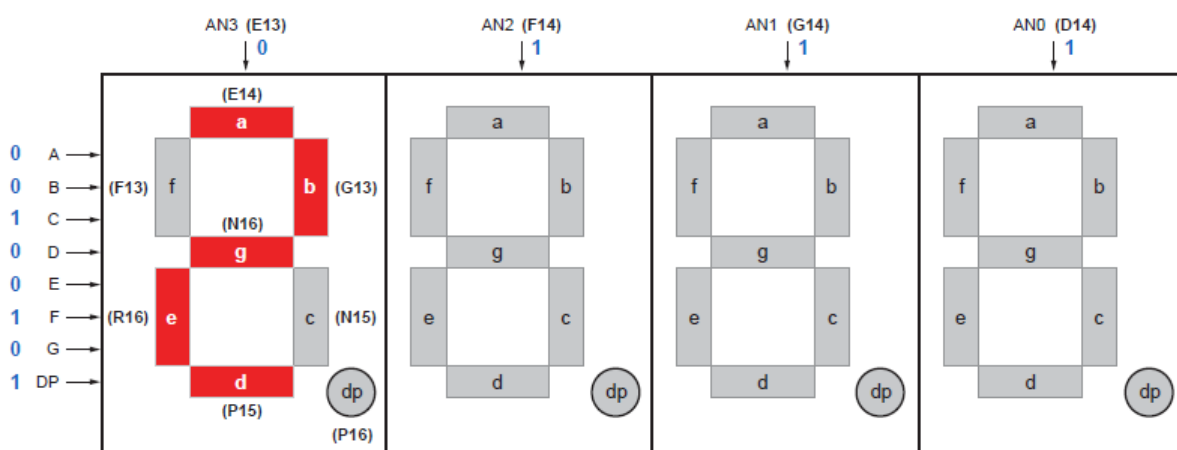 AN3 (E13) AN2 (F14) AN1 (G14) AN0 (D14)
0 1 1 1
(E14)
a a a a
0 A
0 B (F13) f b (G13) f b f b f b
1 C
(N16)
0 D g g g g
0 E
1 F (R16) e c (N15) e c e c e c
0 G
1 DP d dp d dp d dp d dp
(P15)
(P16)